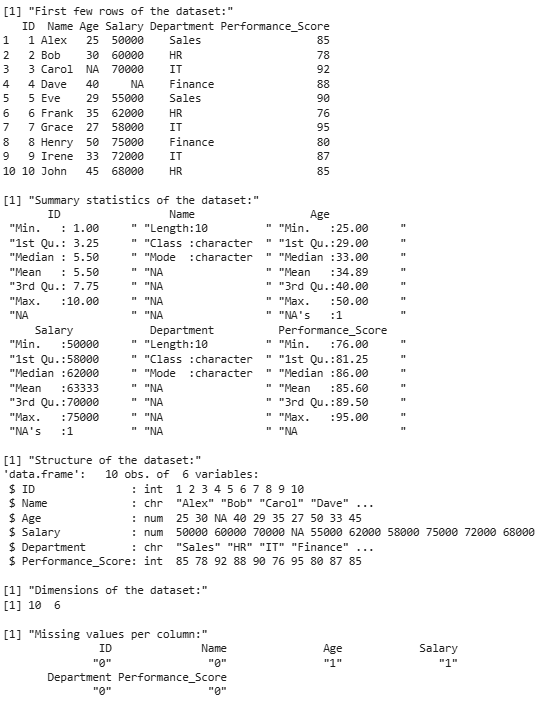 [1] "First few rows of the dataset:"
   ID  Name Age Salary Department Performance_Score
1   1 Alex   25  50000    Sales                  85
2   2 Bob    30  60000    HR                     78
3   3 Carol  NA  70000    IT                     92
4   4 Dave   40     NA    Finance                88
5   5 Eve    29  55000    Sales                  90
6   6 Frank  35  62000    HR                     76
7   7 Grace  27  58000    IT                     95
8   8 Henry  50  75000    Finance                80
9   9 Irene  33  72000    IT                     87
10 10 John   45  68000    HR                     85
[1] "Summary statistics of the dataset:"
       ID                Name                Age
 "Min.   : 1.00     " "Length:10         " "Min.   :25.00     "
 "1st Qu.: 3.25     " "Class :character  " "1st Qu.:29.00     "
 "Median : 5.50     " "Mode  :character  " "Median :33.00     "
 "Mean   : 5.50     " "NA                " "Mean   :34.89     "
 "3rd Qu.: 7.75     " "NA                " "3rd Qu.:40.00     "
 "Max.   :10.00     " "NA                " "Max.   :50.00     "
 "NA                " "NA                " "NA's   :1         "
     Salary           Department         Performance_Score
 "Min.   :50000     " "Length:10         " "Min.   :76.00     "
 "1st Qu.:58000     " "Class :character  " "1st Qu.:81.25     "
 "Median :62000     " "Mode  :character  " "Median :86.00     "
 "Mean   :63333     " "NA                " "Mean   :85.60     "
 "3rd Qu.:70000     " "NA                " "3rd Qu.:89.50     "
 "Max.   :75000     " "NA                " "Max.   :95.00     "
 "NA's   :1         " "NA                " "NA                "
[1] "Structure of the dataset:"
'data.frame':   10 obs. of  6 variables:
 $ ID               : int  1 2 3 4 5 6 7 8 9 10
 $ Name             : chr  "Alex" "Bob" "Carol" "Dave" ...
 $ Age              : num  25 30 NA 40 29 35 27 50 33 45
 $ Salary           : num  50000 60000 70000 NA 55000 62000 58000 75000 72000 68000
 $ Department       : chr  "Sales" "HR" "IT" "Finance" ...
 $ Performance_Score: int  85 78 92 88 90 76 95 80 87 85
[1] "Dimensions of the dataset:"
[1] 10  6
[1] "Missing values per column:"
               ID              Name               Age            Salary
              "0"               "0"               "1"               "1"
       Department Performance_Score
              "0"               "0"